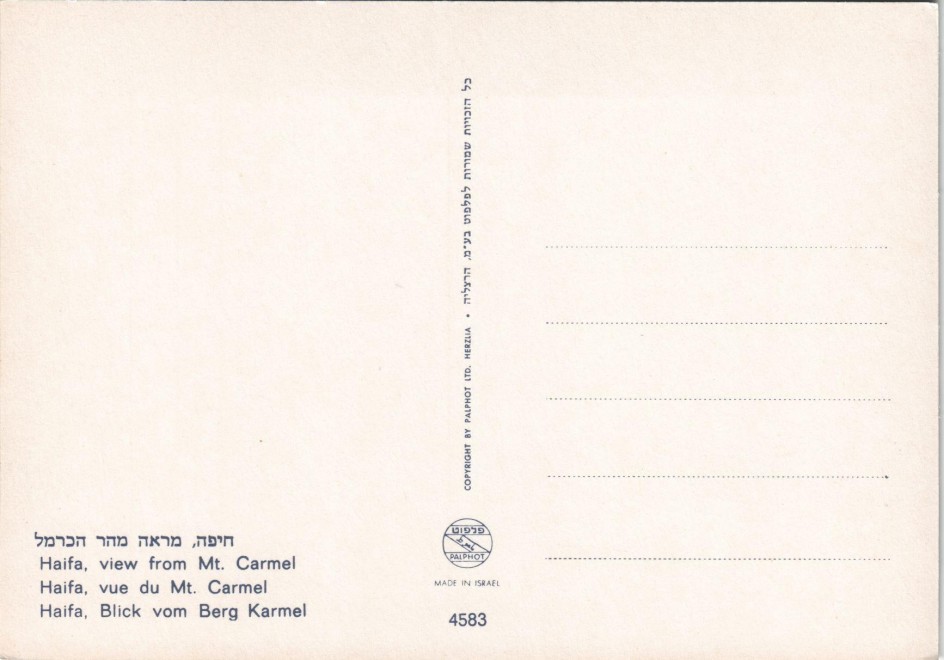 חיפה, מראה מהר הכרמל
Haifa, view from Mt. Carmel
Haifa, vue du Mt. Carmel
Haifa, Blick vom Berg Karmel
COPYRIGHT BY PALPHOT LTD. HERZLIA • כל הזכויות שמורות לפלפוט בע"מ, הרצליה
פלפוט
PALPHOT
MADE IN ISRAEL
4583